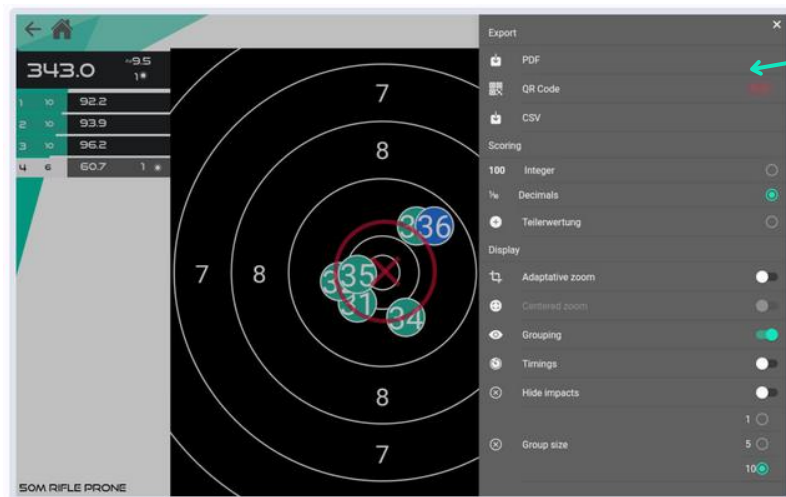 343.0
~9.5
1
1 10 92.2
2 10 93.9
3 10 96.2
4 6 60.7 1
50M RIFLE PRONE
7
8
36
7 8
35
31
34
8
7
×
Export
PDF
QR Code
CSV
Scoring
100 Integer
Decimals
Teilerwertung
Display
Adaptative zoom
Centered zoom
Grouping
Timings
Hide impacts
1
Group size 5
10